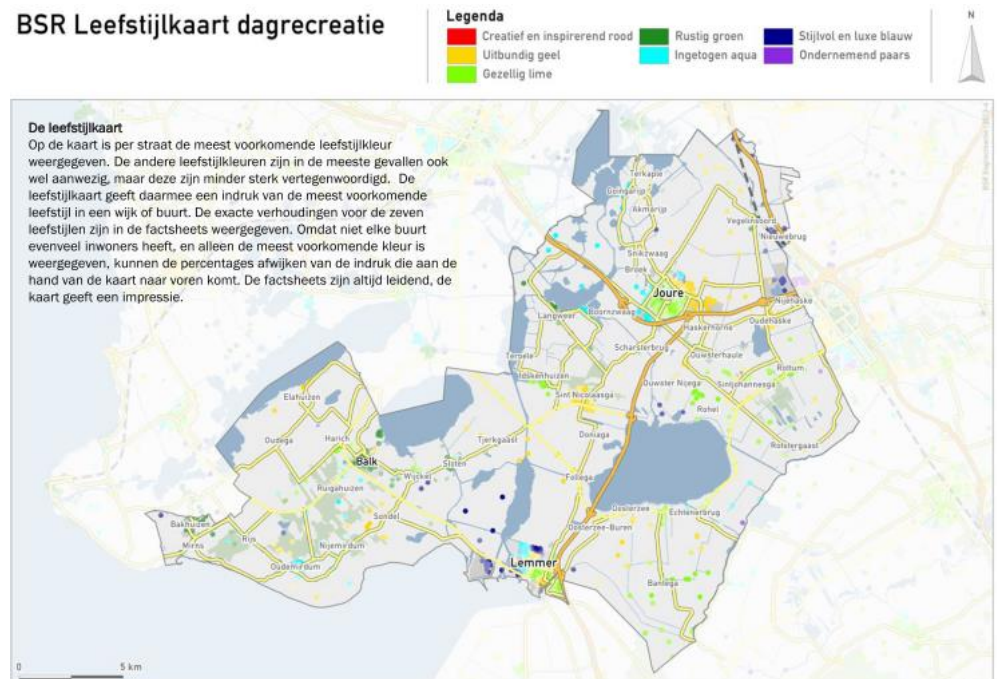 BSR Leefstijlkaart dagrecreatie
Legenda
Creatief en inspirerend rood
Uitbundig geel
Gezellig lime
Rustig groen
Ingetogen aqua
Stijlvol en luxe blauw
Ondernemend paars
N
De leefstijlkaart
Op de kaart is per straat de meest voorkomende leefstijlkleur
weergegeven. De andere leefstijlkleuren zijn in de meeste gevallen ook
wel aanwezig, maar deze zijn minder sterk vertegenwoordigd. De
leefstijlkaart geeft daarmee een indruk van de meest voorkomende
leefstijl in een wijk of buurt. De exacte verhoudingen voor de zeven
leefstijlen zijn in de factsheets weergegeven. Omdat niet elke buurt
evenveel inwoners heeft, en alleen de meest voorkomende kleur is
weergegeven, kunnen de percentages afwijken van de indruk die aan de
hand van de kaart naar voren komt. De factsheets zijn altijd leidend, de
kaart geeft een impressie.
Terkaple
Goingarijp
Akmarijp
Vegelinsoord
Nieuwebrug
Snikzwaag
Broek
Joure
Nijehaske
Langweer
Boornzwaag
Oudehaske
Haskerhorne
Scharsterbrug
Ouwsterhaule
Rottum
Idskenhuizen
Ouwster Nijega
Sintjohannesga
Sint Nicolaasga
Rohel
Elahuizen
Oudega
Harich
Tjerkgaast
Doniaga
Rotstergaast
Balk
Wijckel
Sloten
Follega
Ruigahuizen
Sondel
Oosterzee
Echtenerbrug
Oosterzee-Buren
Bakhuizen
Mirns
Rijs
Nijemirdum
Oudemirdum
Lemmer
Bantega
0
5 km